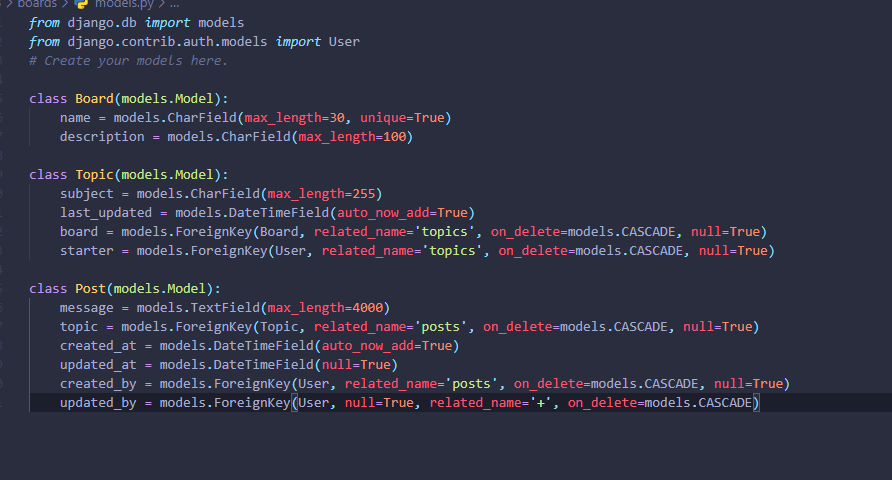 boards > models.py > ...
from django.db import models
from django.contrib.auth.models import User
# Create your models here.
class Board(models.Model):
    name = models.CharField(max_length=30, unique=True)
    description = models.CharField(max_length=100)
class Topic(models.Model):
    subject = models.CharField(max_length=255)
    last_updated = models.DateTimeField(auto_now_add=True)
    board = models.ForeignKey(Board, related_name='topics', on_delete=models.CASCADE, null=True)
    starter = models.ForeignKey(User, related_name='topics', on_delete=models.CASCADE, null=True)
class Post(models.Model):
    message = models.TextField(max_length=4000)
    topic = models.ForeignKey(Topic, related_name='posts', on_delete=models.CASCADE, null=True)
    created_at = models.DateTimeField(auto_now_add=True)
    updated_at = models.DateTimeField(null=True)
    created_by = models.ForeignKey(User, related_name='posts', on_delete=models.CASCADE, null=True)
    updated_by = models.ForeignKey(User, null=True, related_name='+', on_delete=models.CASCADE)